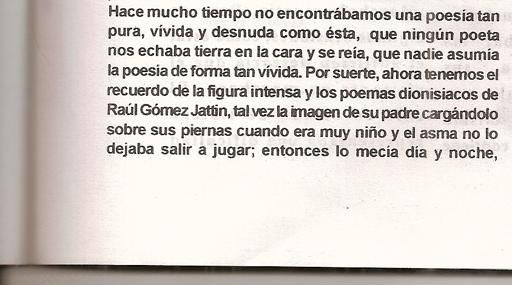 Hace mucho tiempo no encontrábamos una poesía tan
pura, vívida y desnuda como ésta, que ningún poeta
nos echaba tierra en la cara y se reía, que nadie asumía
la poesía de forma tan vívida. Por suerte, ahora tenemos el
recuerdo de la figura intensa y los poemas dionisiacos de
Raúl Gómez Jattin, tal vez la imagen de su padre cargándolo
sobre sus piernas cuando era muy niño y el asma no lo
dejaba salir a jugar; entonces lo mecía día y noche,